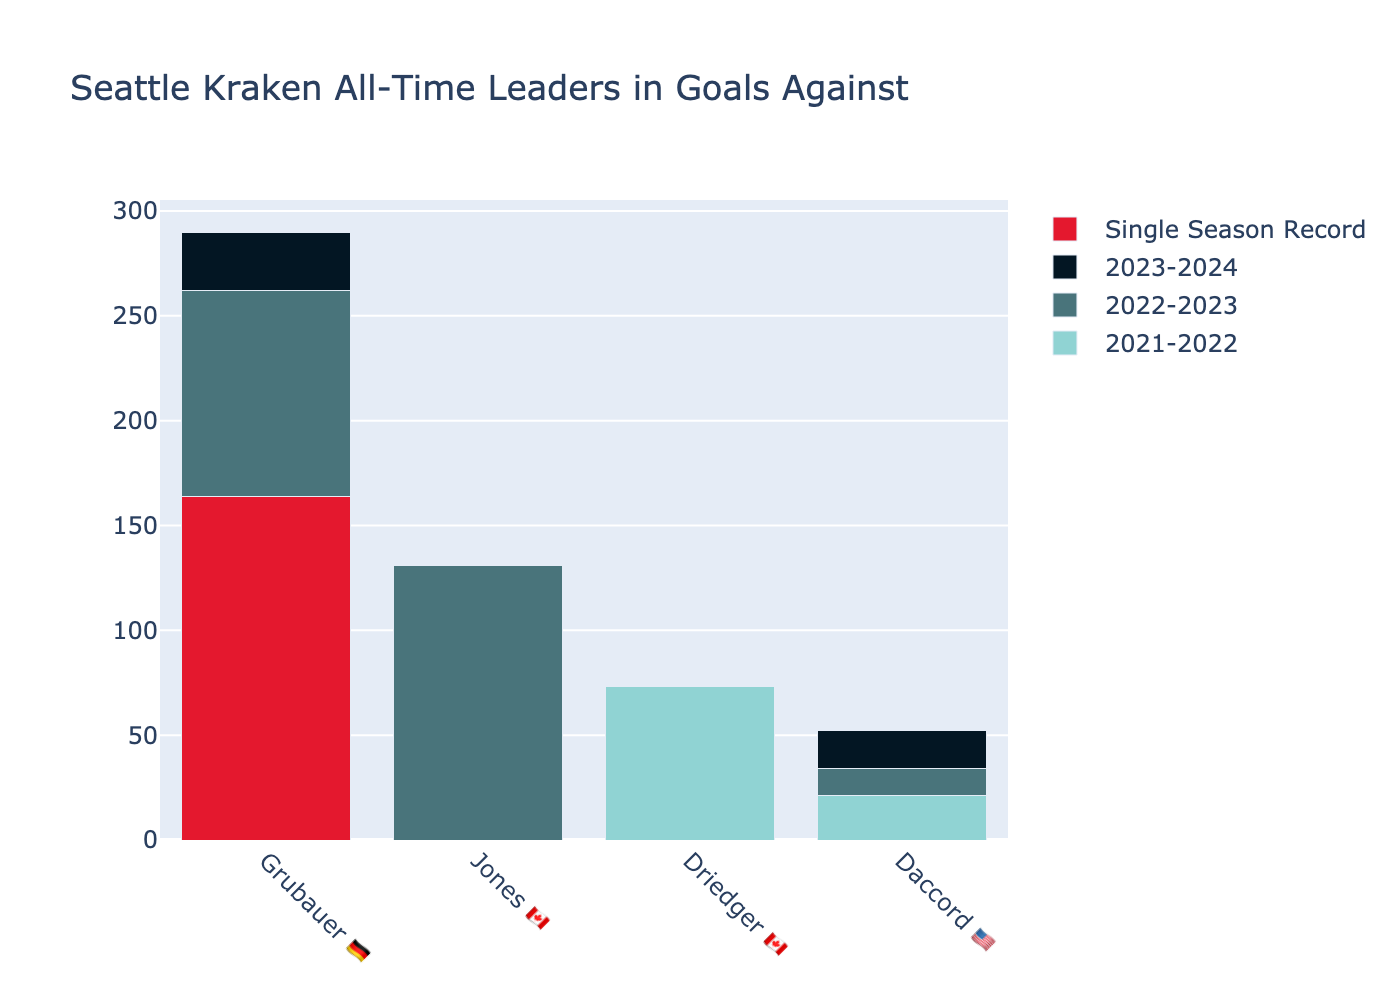 Seattle Kraken All-Time Leaders in Goals Against
300
250
200
150
100
50
0
Grubauer 🇩🇪
Jones 🇨🇦
Driedger 🇨🇦
Daccord 🇺🇸
Single Season Record
2023-2024
2022-2023
2021-2022